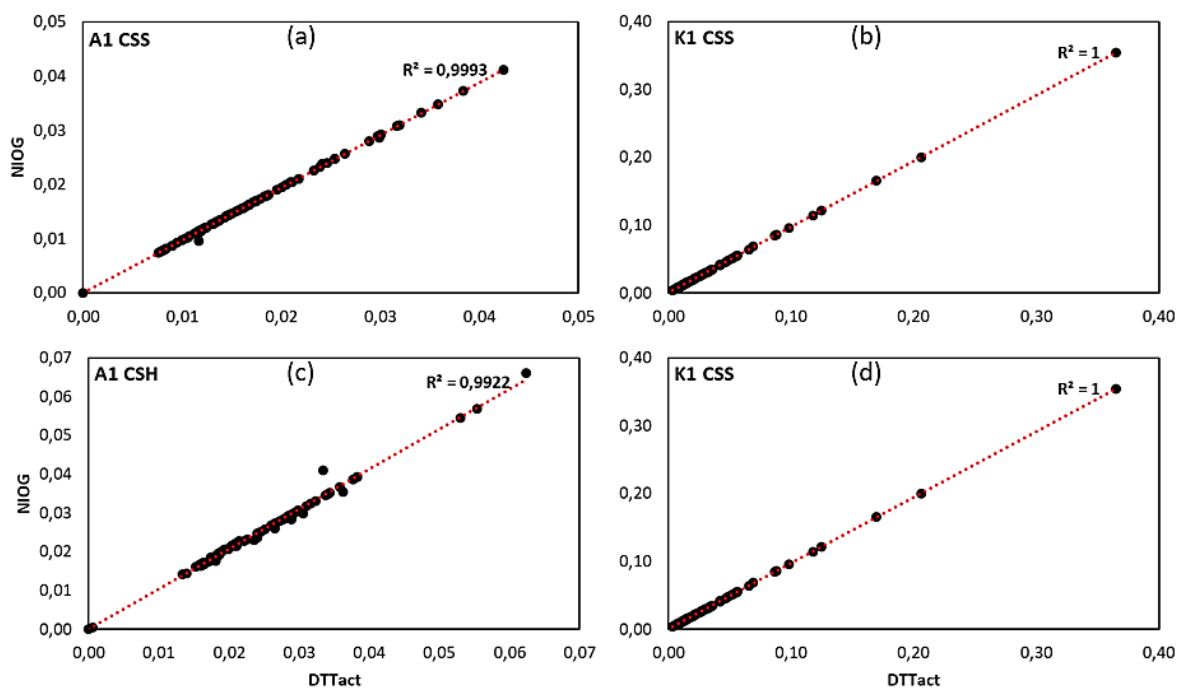 0,05
A1 CSS
(a)
R² = 0,9993
0,04
0,03
NIOG
0,02
0,01
0,00
0,00 0,01 0,02 0,03 0,04 0,05
0,40
K1 CSS
(b)
R² = 1
0,30
0,20
0,10
0,00
0,00 0,10 0,20 0,30 0,40
0,07
A1 CSH
(c)
R² = 0,9922
0,06
0,05
0,04
NIOG
0,03
0,02
0,01
0,00
0,00 0,01 0,02 0,03 0,04 0,05 0,06 0,07
DTTact
0,40
K1 CSS
(d)
R² = 1
0,30
0,20
0,10
0,00
0,00 0,10 0,20 0,30 0,40
DTTact